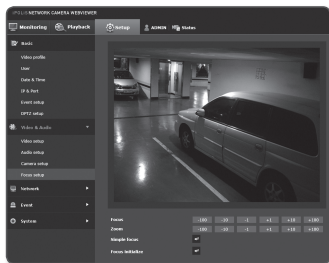 iPOLiS NETWORK CAMERA WEBVIEWER
Monitoring Playback Setup ADMIN Status
Basic
Video profile
User
Date & Time
IP & Port
Event setup
DPTZ setup
Video & Audio
Video setup
Audio setup
Camera setup
Focus setup
Network
Event
System
Focus -100 -10 -1 +1 +10 +100
Zoom -100 -10 -1 +1 +10 +100
Simple focus
Focus initialize